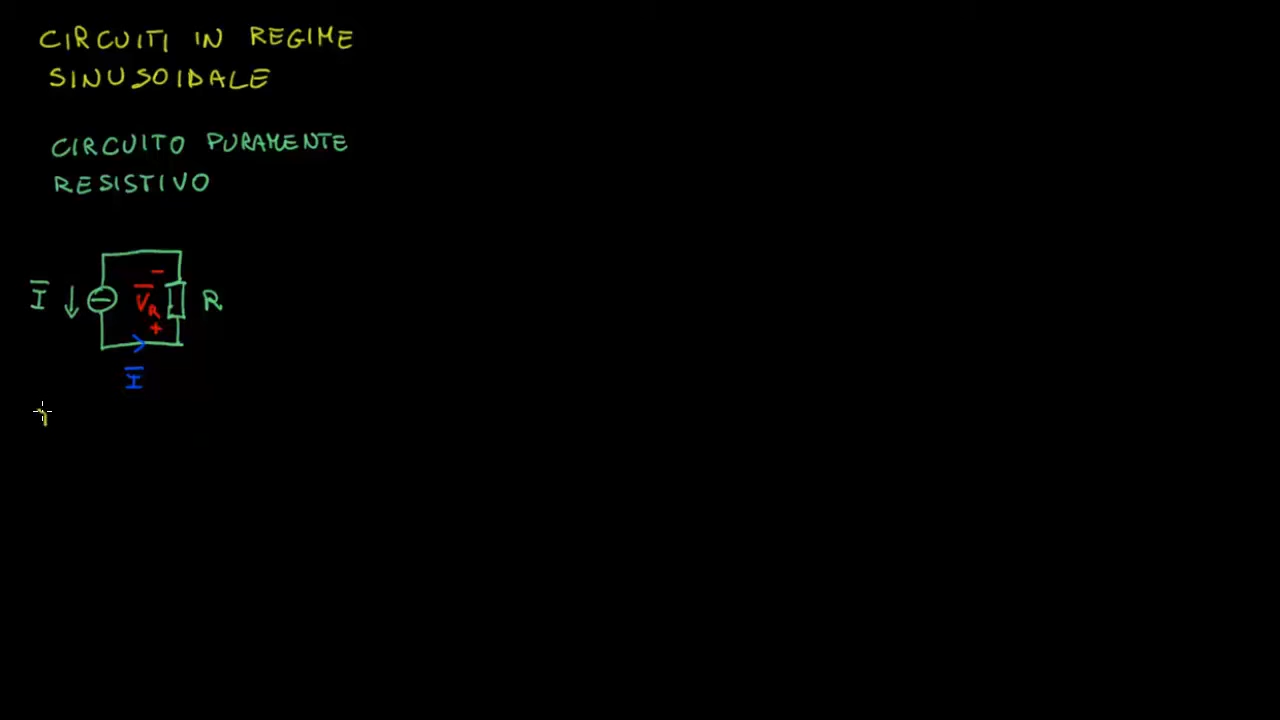 CIRCUITI IN REGIME
SINUSOIDALE
CIRCUITO PURAMENTE
RESISTIVO
−
I̅ V̅R R
+
I̅